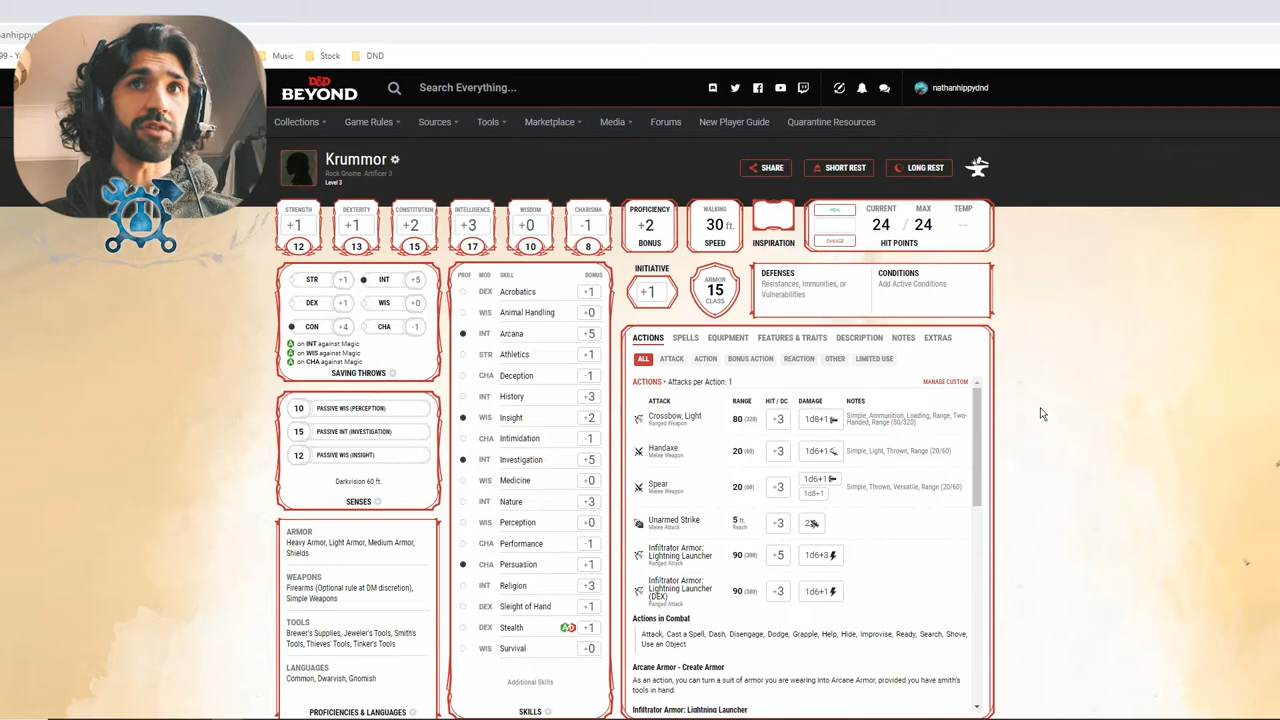 anhippydn
99 - Yo
Music
Stock
DND
D&D
BEYOND
Search Everything...
nathanhippydnd
Collections
Game Rules
Sources
Tools
Marketplace
Media
Forums
New Player Guide
Quarantine Resources
Krummor
Rock Gnome Artificer 3
Level 3
SHARE
SHORT REST
LONG REST
STRENGTH
+1
12
DEXTERITY
+1
13
CONSTITUTION
+2
15
INTELLIGENCE
+3
17
WISDOM
+0
10
CHARISMA
-1
8
PROFICIENCY
+2
BONUS
WALKING
30 ft.
SPEED
INSPIRATION
HEAL
DAMAGE
CURRENT MAX TEMP
24 / 24 --
HIT POINTS
STR +1 INT +5
DEX +1 WIS +0
CON +4 CHA -1
A on INT against Magic
A on WIS against Magic
A on CHA against Magic
SAVING THROWS
10 PASSIVE WIS (PERCEPTION)
15 PASSIVE INT (INVESTIGATION)
12 PASSIVE WIS (INSIGHT)
Darkvision 60 ft.
SENSES
ARMOR
Heavy Armor, Light Armor, Medium Armor,
Shields
WEAPONS
Firearms (Optional rule at DM discretion),
Simple Weapons
TOOLS
Brewer's Supplies, Jeweler's Tools, Smith's
Tools, Thieves' Tools, Tinker's Tools
LANGUAGES
Common, Dwarvish, Gnomish
PROFICIENCIES & LANGUAGES
PROF MOD SKILL BONUS
DEX Acrobatics +1
WIS Animal Handling +0
INT Arcana +5
STR Athletics +1
CHA Deception -1
INT History +3
WIS Insight +2
CHA Intimidation -1
INT Investigation +5
WIS Medicine +0
INT Nature +3
WIS Perception +0
CHA Performance -1
CHA Persuasion +1
INT Religion +3
DEX Sleight of Hand +1
DEX Stealth A D +1
WIS Survival +0
Additional Skills
SKILLS
INITIATIVE
+1
ARMOR
15
CLASS
DEFENSES
Resistances, Immunities, or
Vulnerabilities
CONDITIONS
Add Active Conditions
ACTIONS SPELLS EQUIPMENT FEATURES & TRAITS DESCRIPTION NOTES EXTRAS
ALL ATTACK ACTION BONUS ACTION REACTION OTHER LIMITED USE
ACTIONS • Attacks per Action: 1 MANAGE CUSTOM
ATTACK RANGE HIT / DC DAMAGE NOTES
Crossbow, Light
Ranged Weapon
80 (320) +3 1d8+1
Simple, Ammunition, Loading, Range, Two-
Handed, Range (80/320)
Handaxe
Melee Weapon
20 (60) +3 1d6+1 Simple, Light, Thrown, Range (20/60)
Spear
Melee Weapon
20 (60) +3 1d6+1
1d8+1
Simple, Thrown, Versatile, Range (20/60)
Unarmed Strike
Melee Attack
5 ft.
Reach
+3 2
Infiltrator Armor:
Lightning Launcher
Ranged Attack
90 (300) +5 1d6+3
Infiltrator Armor:
Lightning Launcher
(DEX)
Ranged Attack
90 (300) +3 1d6+1
Actions in Combat
Attack, Cast a Spell, Dash, Disengage, Dodge, Grapple, Help, Hide, Improvise, Ready, Search, Shove,
Use an Object
Arcane Armor - Create Armor
As an action, you can turn a suit of armor you are wearing into Arcane Armor, provided you have smith's
tools in hand.
Infiltrator Armor: Lightning Launcher